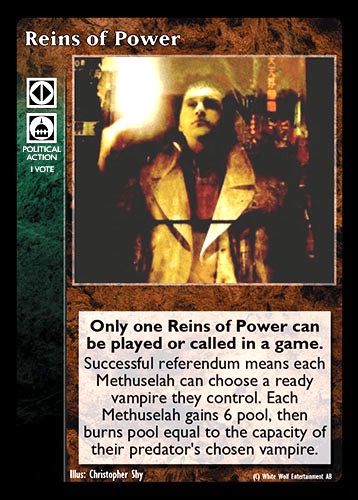 Reins of Power
POLITICAL
ACTION
1 VOTE
Only one Reins of Power can
be played or called in a game.
Successful referendum means each
Methuselah can choose a ready
vampire they control. Each
Methuselah gains 6 pool, then
burns pool equal to the capacity of
their predator's chosen vampire.
Illus: Christopher Shy
(C) White Wolf Entertainment AB